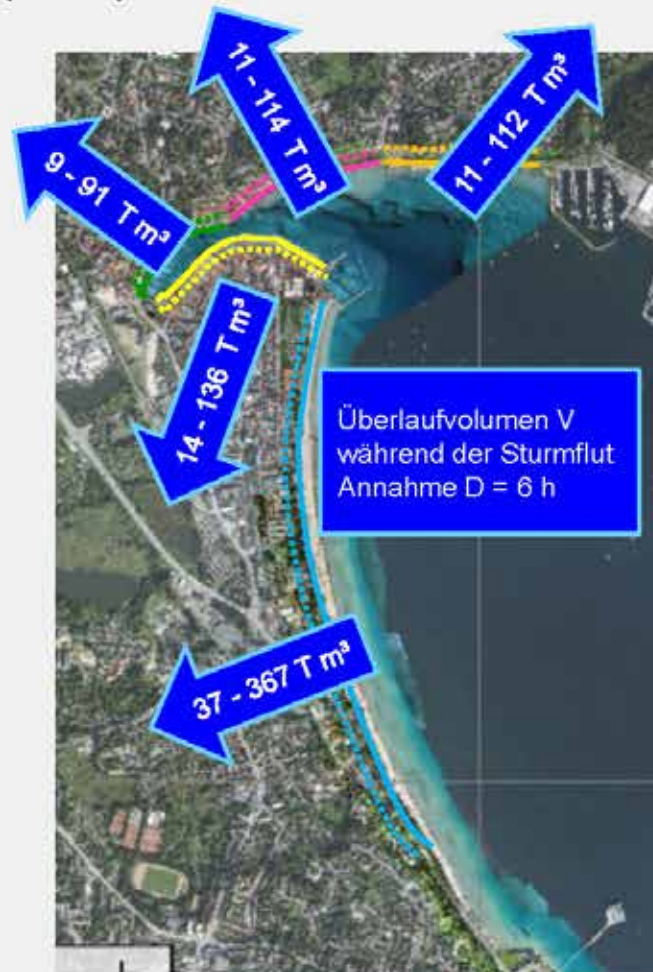 11 - 114 T m³
11 - 112 T m³
9 - 91 T m³
14 - 136 T m³
Überlaufvolumen V
während der Sturmflut
Annahme D = 6 h
37 - 367 T m³